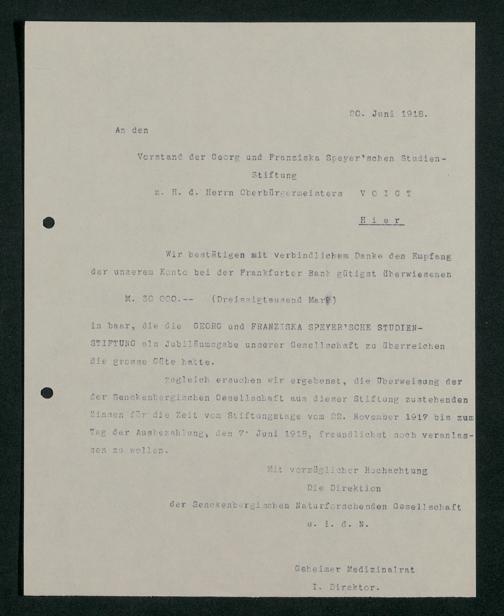 20. Juni 1918.
An den
Vorstand der Georg und Franziska Speyer'schen Studien-
Stiftung
z. H. d. Herrn Oberbürgermeisters V O I G T
H i e r
Wir bestätigen mit verbindlichem Danke den Empfang
der unserem Konto bei der Frankfurter Bank gütigst überwiesenen
M. 30 000.-- (Dreissigtausend Mark)
in baar, die die GEORG und FRANZISKA SPEYER'SCHE STUDIEN-
STIFTUNG als Jubiläumsgabe unserer Gesellschaft zu überreichen
die grosse Güte hatte.
Zugleich ersuchen wir ergebenst, die Überweisung der
der Senckenbergischen Gesellschaft aus dieser Stiftung zustehenden
Zinsen für die Zeit vom Stiftungstage vom 22. November 1917 bis zum
Tag der Ausbezahlung, den 7. Juni 1918, freundlichst noch veranlas-
sen zu wollen.
Mit vorzüglicher Hochachtung
Die Direktion
der Senckenbergischen Naturforschenden Gesellschaft
u. i. d. N.
Geheimer Medizinalrat
I. Direktor.